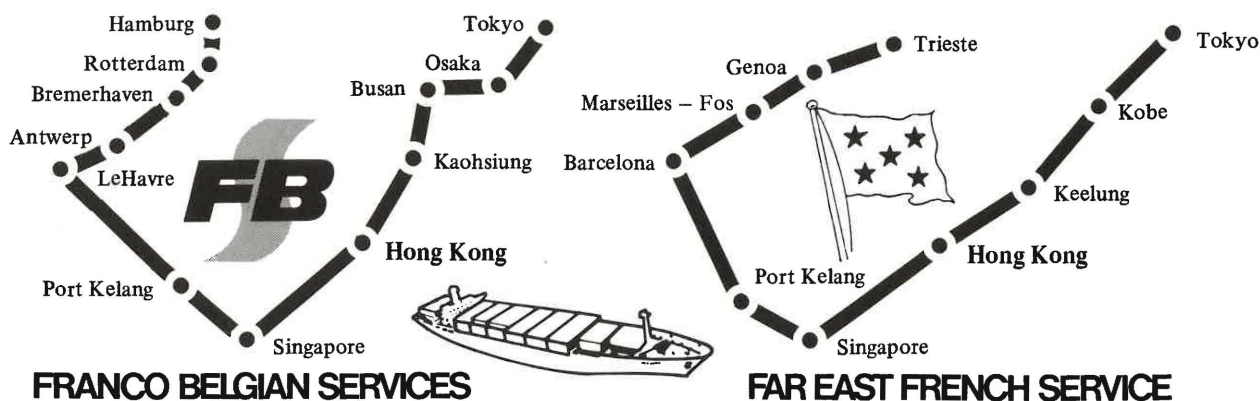 Hamburg
Rotterdam
Bremerhaven
Antwerp
LeHavre
Port Kelang
Singapore
Hong Kong
Kaohsiung
Busan
Osaka
Tokyo
FB
FRANCO BELGIAN SERVICES
Trieste
Genoa
Marseilles – Fos
Barcelona
Port Kelang
Singapore
Hong Kong
Keelung
Kobe
Tokyo
FAR EAST FRENCH SERVICE